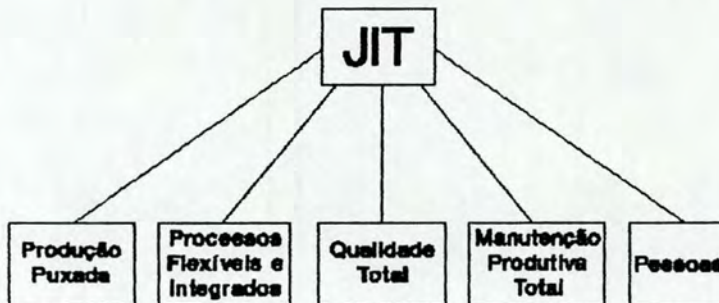 JIT
Produção
Puxada
Processos
Flexíveis e
Integrados
Qualidade
Total
Manutenção
Produtiva
Total
Pessoas